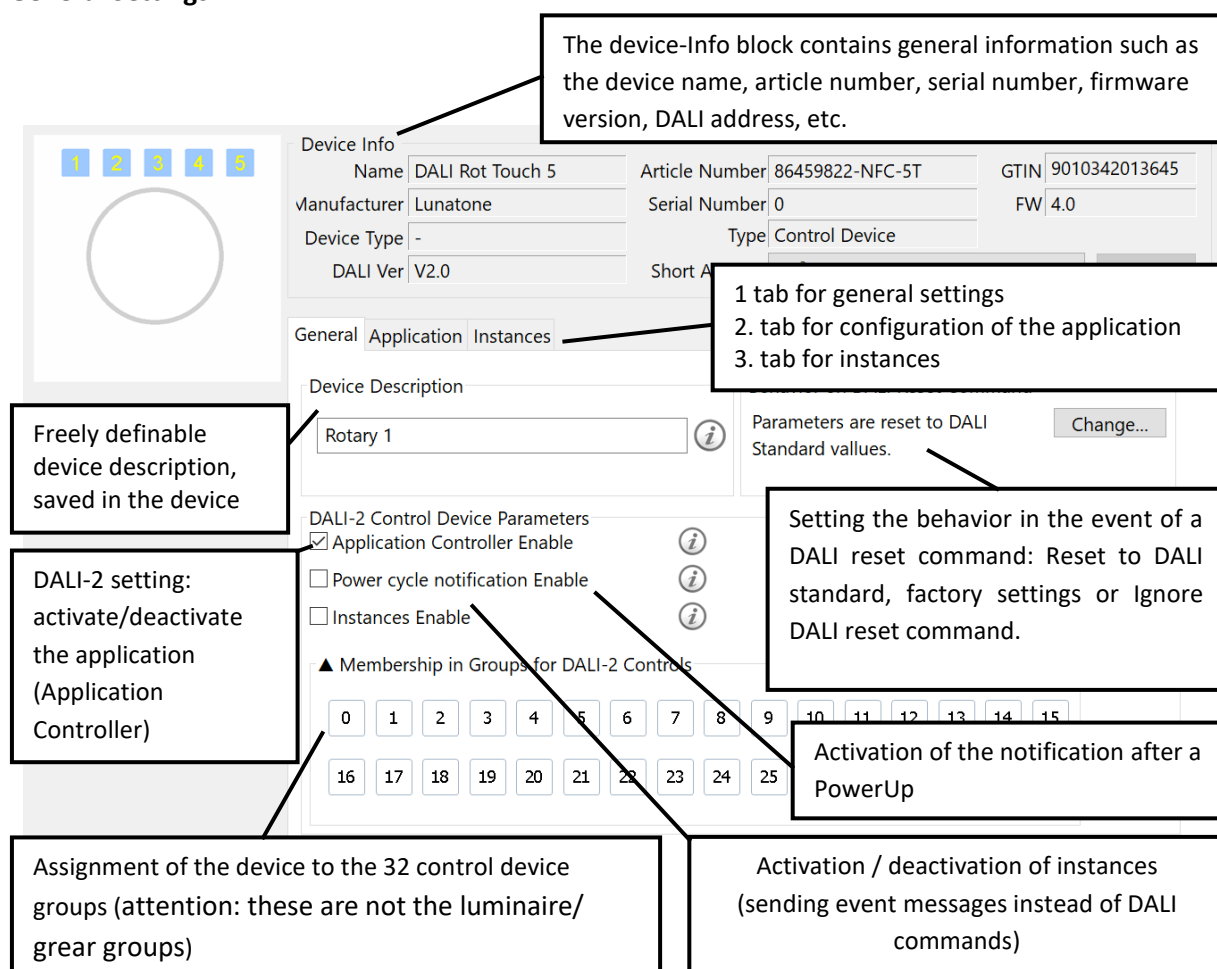 The device-Info block contains general information such as
the device name, article number, serial number, firmware
version, DALI address, etc.
1 2 3 4 5
Device Info
Name DALI Rot Touch 5 Article Number 86459822-NFC-5T GTIN 9010342013645
Manufacturer Lunatone Serial Number 0 FW 4.0
Device Type - Type Control Device
DALI Ver V2.0 Short
1 tab for general settings
2. tab for configuration of the application
3. tab for instances
General Application Instances
Device Description
Rotary 1
Parameters are reset to DALI
Standard vallues.
Change...
Freely definable
device description,
saved in the device
Setting the behavior in the event of a
DALI reset command: Reset to DALI
standard, factory settings or Ignore
DALI reset command.
DALI-2 Control Device Parameters
Application Controller Enable
Power cycle notification Enable
Instances Enable
DALI-2 setting:
activate/deactivate
the application
(Application
Controller)
▲ Membership in Groups for DALI-2 Controls
0 1 2 3 4 5 6 7 8 9 10 11 12 13 14 15
16 17 18 19 20 21 22 23 24 25
Activation of the notification after a
PowerUp
Assignment of the device to the 32 control device
groups (attention: these are not the luminaire/
grear groups)
Activation / deactivation of instances
(sending event messages instead of DALI
commands)